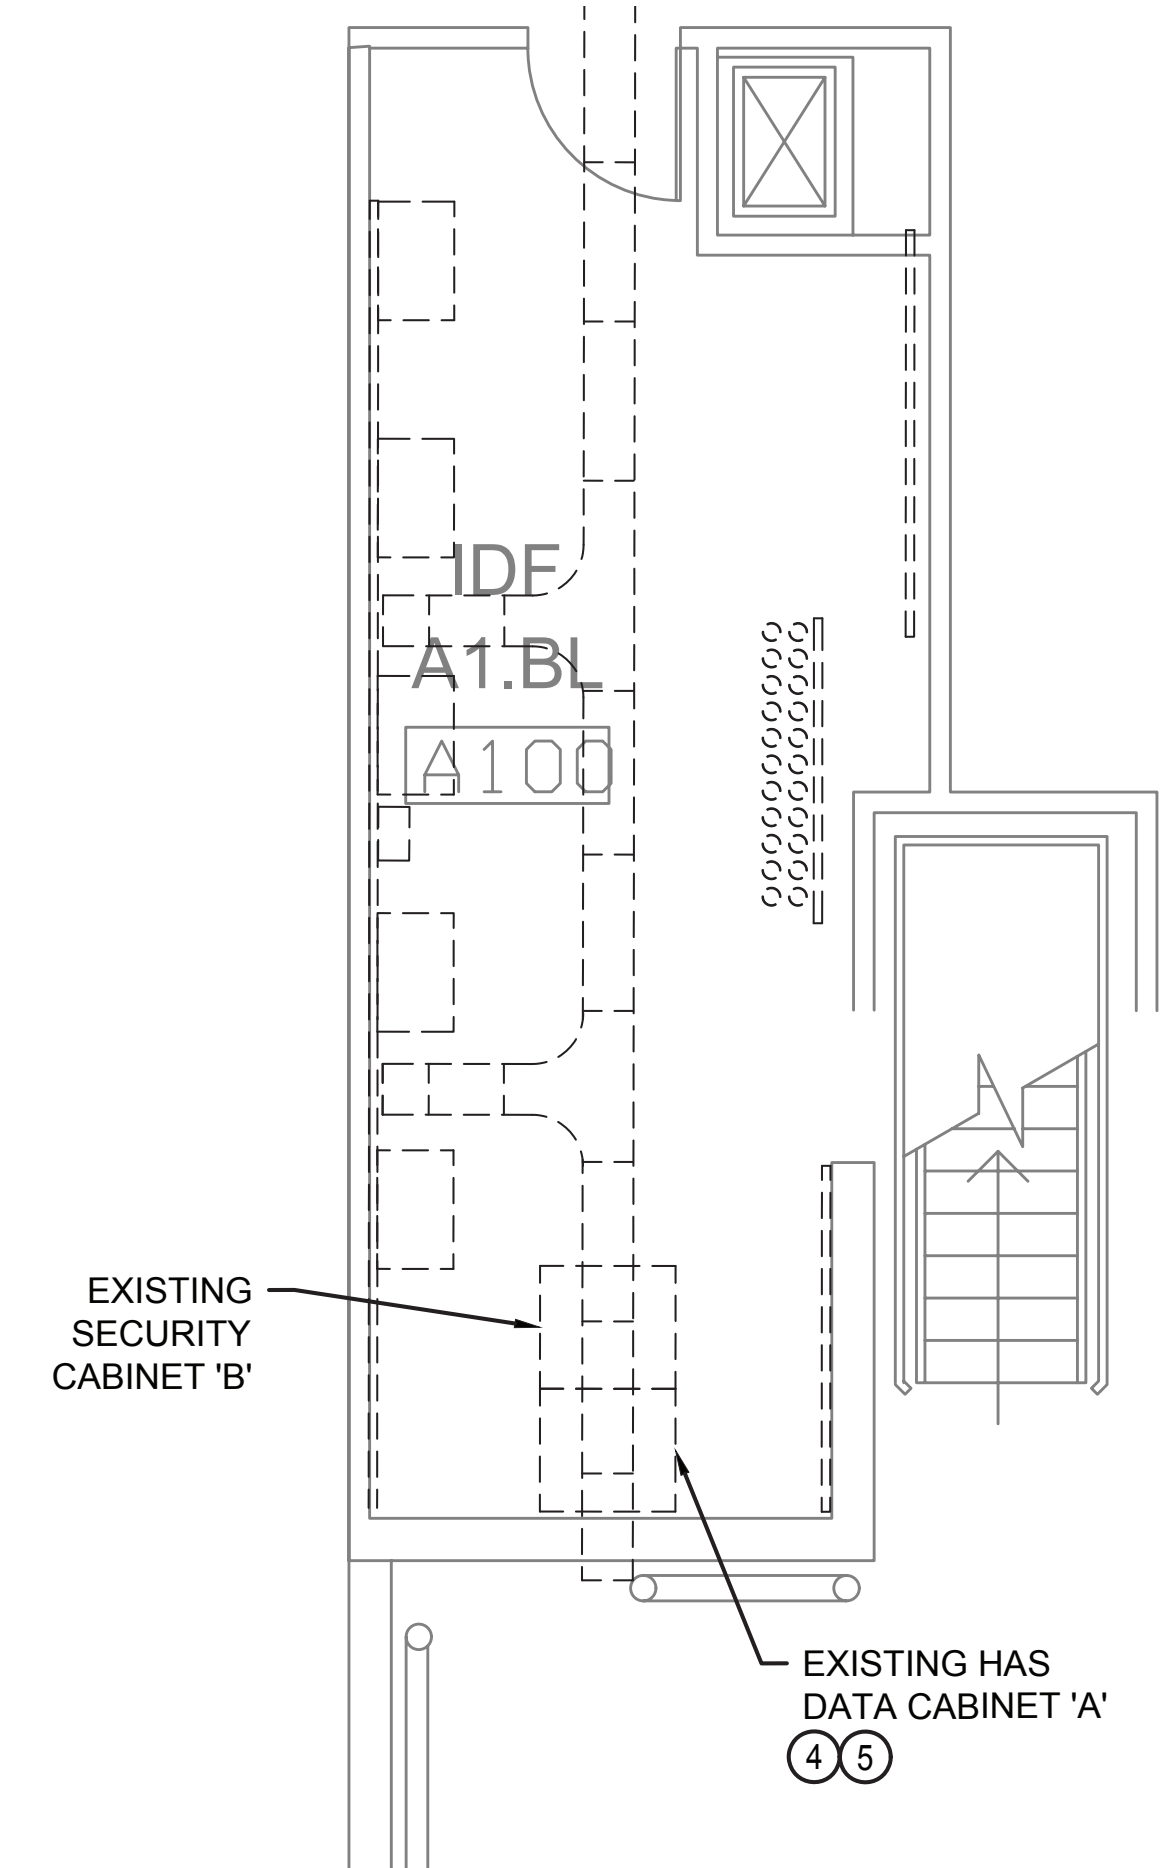 IDF
A1.BL
A100
EXISTING
SECURITY
CABINET 'B'
EXISTING HAS
DATA CABINET 'A'
4 5